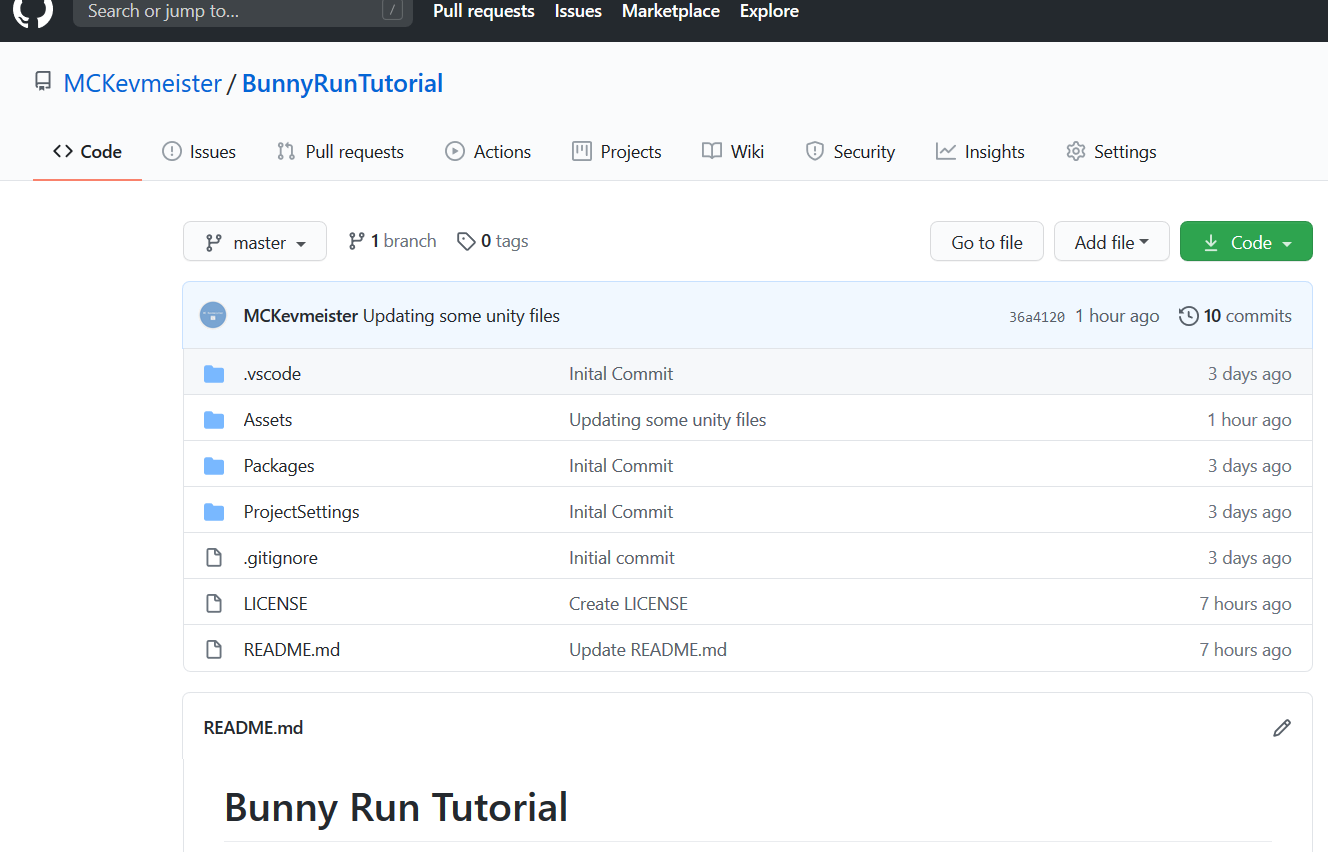 Search or jump to... / Pull requests Issues Marketplace Explore
MCKevmeister / BunnyRunTutorial
Code Issues Pull requests Actions Projects Wiki Security Insights Settings
master 1 branch 0 tags Go to file Add file Code
MCKevmeister Updating some unity files 36a4120 1 hour ago 10 commits
.vscode Inital Commit 3 days ago
Assets Updating some unity files 1 hour ago
Packages Inital Commit 3 days ago
ProjectSettings Inital Commit 3 days ago
.gitignore Initial commit 3 days ago
LICENSE Create LICENSE 7 hours ago
README.md Update README.md 7 hours ago
README.md
Bunny Run Tutorial